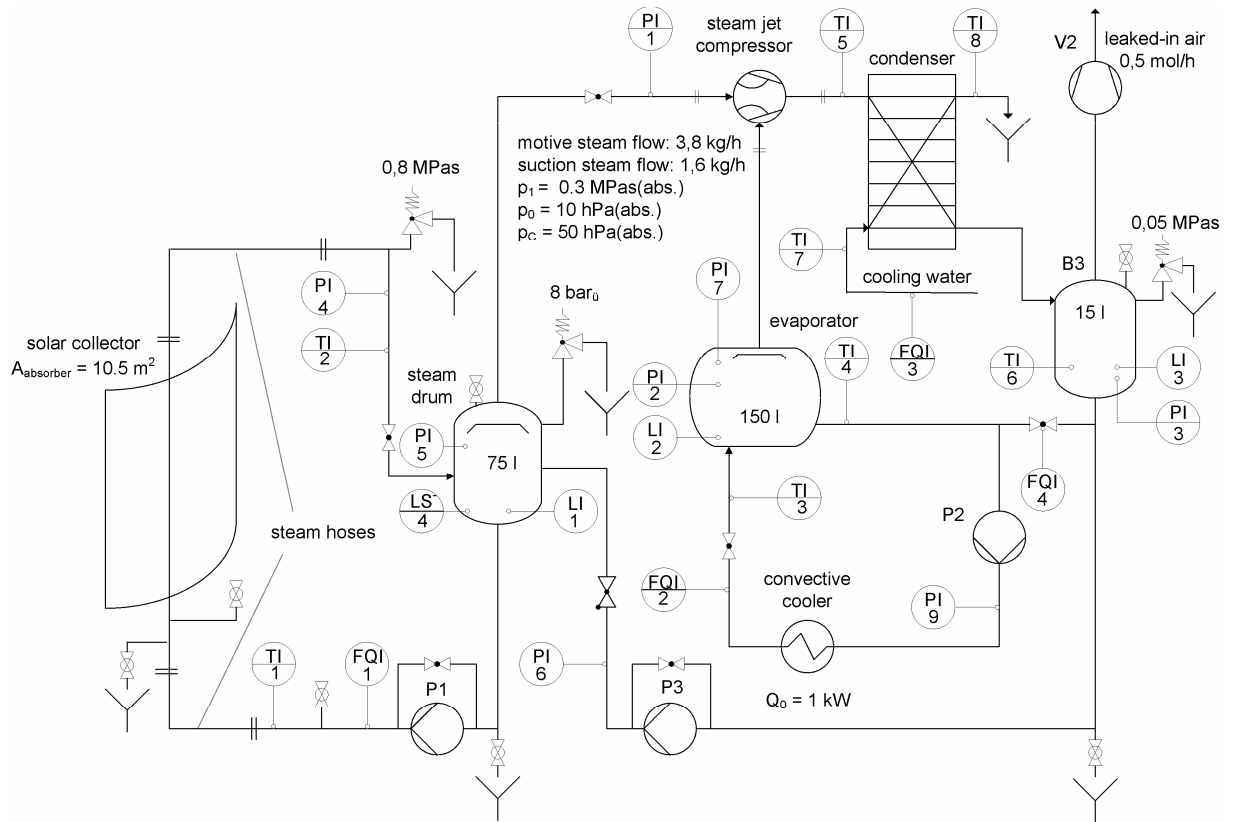 PI
1
steam jet
compressor
TI
5
TI
8
V2
leaked-in air
0,5 mol/h
condenser
motive steam flow: 3,8 kg/h
suction steam flow: 1,6 kg/h
p1 = 0.3 MPas(abs.)
p0 = 10 hPa(abs.)
pC = 50 hPa(abs.)
0,8 MPas
0,05 MPas
TI
7
cooling water
B3
15 l
PI
4
PI
7
8 barü
evaporator
FQI
3
TI
2
TI
4
TI
6
LI
3
solar collector
Aabsorber = 10.5 m2
steam
drum
PI
2
150 l
PI
3
PI
5
75 l
LI
2
LS-
4
LI
1
TI
3
FQI
4
steam hoses
P2
FQI
2
convective
cooler
PI
9
TI
1
FQI
1
P1
PI
6
P3
Qo = 1 kW